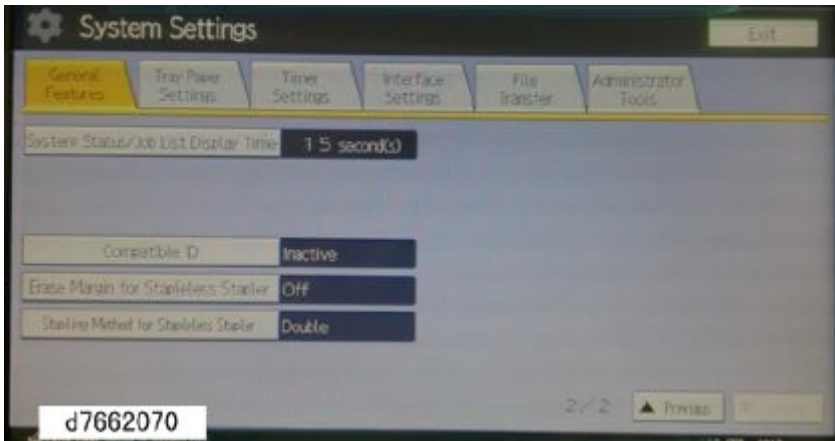 System Settings
Exit
General Features
Tray Paper Settings
Timer Settings
Interface Settings
File Transfer
Administrator Tools
System Status/Job List Display Time
15 second(s)
Compatible ID
Inactive
Erase Margin for Stapleless Stapler
Off
Stapling Method for Stapleless Stapler
Double
2/2
▲ Previous
d7662070